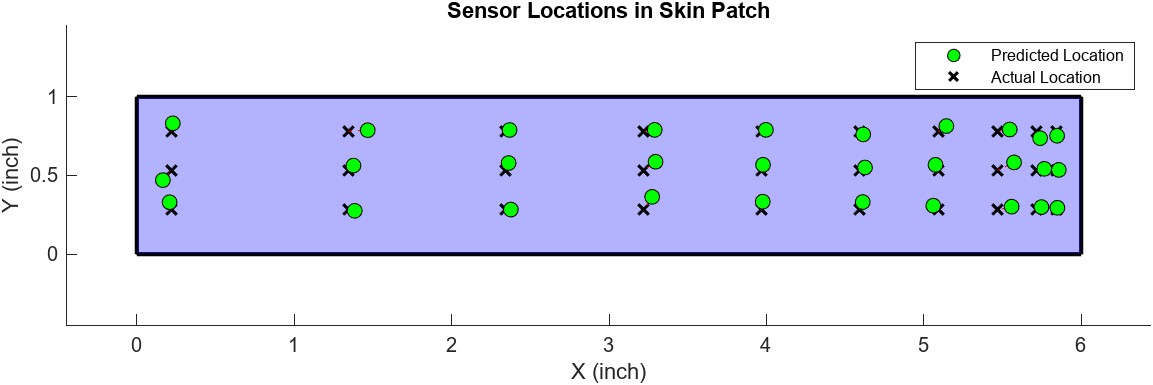 Sensor Locations in Skin Patch
Predicted Location
Actual Location
1
0.5
0
Y (inch)
0 1 2 3 4 5 6
X (inch)